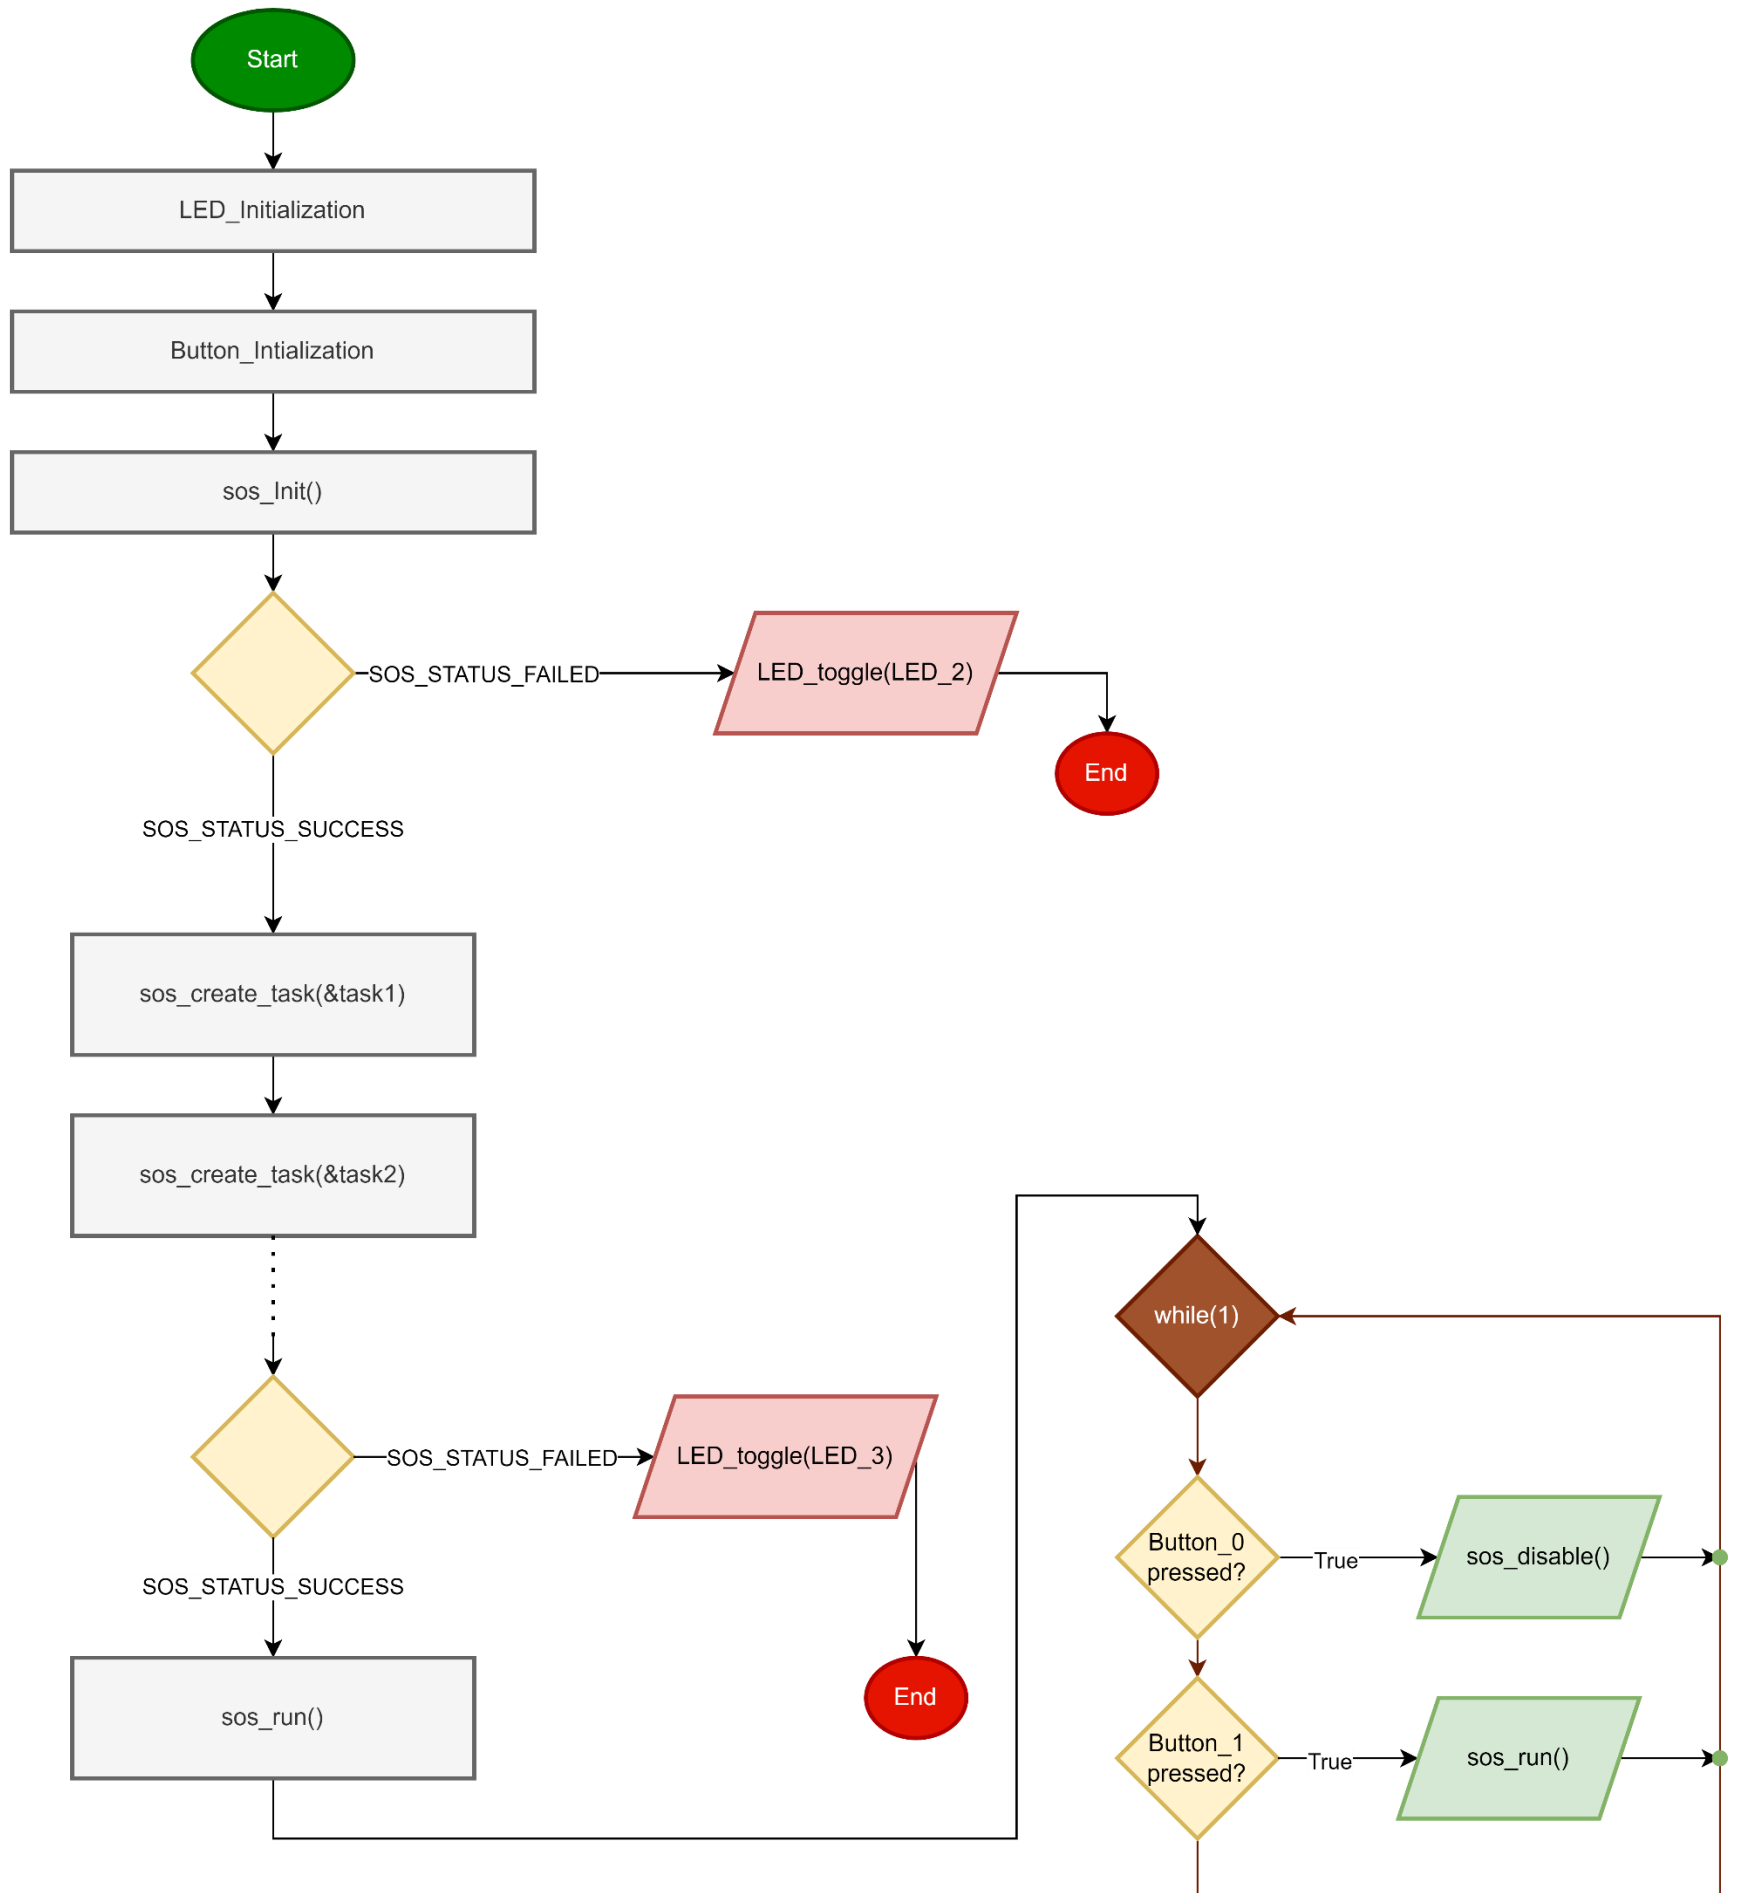 Start
LED_Initialization
Button_Intialization
sos_Init()
SOS_STATUS_FAILED
LED_toggle(LED_2)
End
SOS_STATUS_SUCCESS
sos_create_task(&task1)
sos_create_task(&task2)
SOS_STATUS_FAILED
LED_toggle(LED_3)
End
SOS_STATUS_SUCCESS
sos_run()
while(1)
Button_0
pressed?
True
sos_disable()
Button_1
pressed?
True
sos_run()